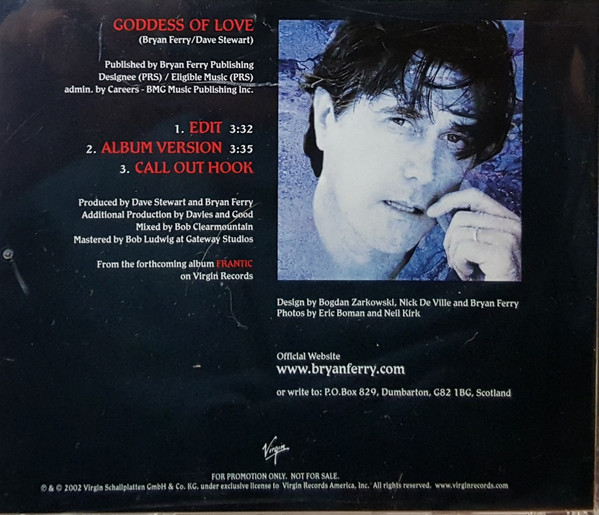 GODDESS OF LOVE
(Bryan Ferry/Dave Stewart)
Published by Bryan Ferry Publishing
Designee (PRS) / Eligible Music (PRS)
admin. by Careers - BMG Music Publishing Inc.
1. EDIT 3:32
2. ALBUM VERSION 3:35
3. CALL OUT HOOK
Produced by Dave Stewart and Bryan Ferry
Additional Production by Davies and Good
Mixed by Bob Clearmountain
Mastered by Bob Ludwig at Gateway Studios
From the forthcoming album FRANTIC
on Virgin Records
Design by Bogdan Zarkowski, Nick De Ville and Bryan Ferry
Photos by Eric Boman and Neil Kirk
Official Website
www.bryanferry.com
or write to: P.O.Box 829, Dumbarton, G82 1BG, Scotland
Virgin
FOR PROMOTION ONLY. NOT FOR SALE.
℗ & © 2002 Virgin Schallplatten GmbH & Co. KG, under exclusive license to Virgin Records America, Inc. All rights reserved. www.virginrecords.com